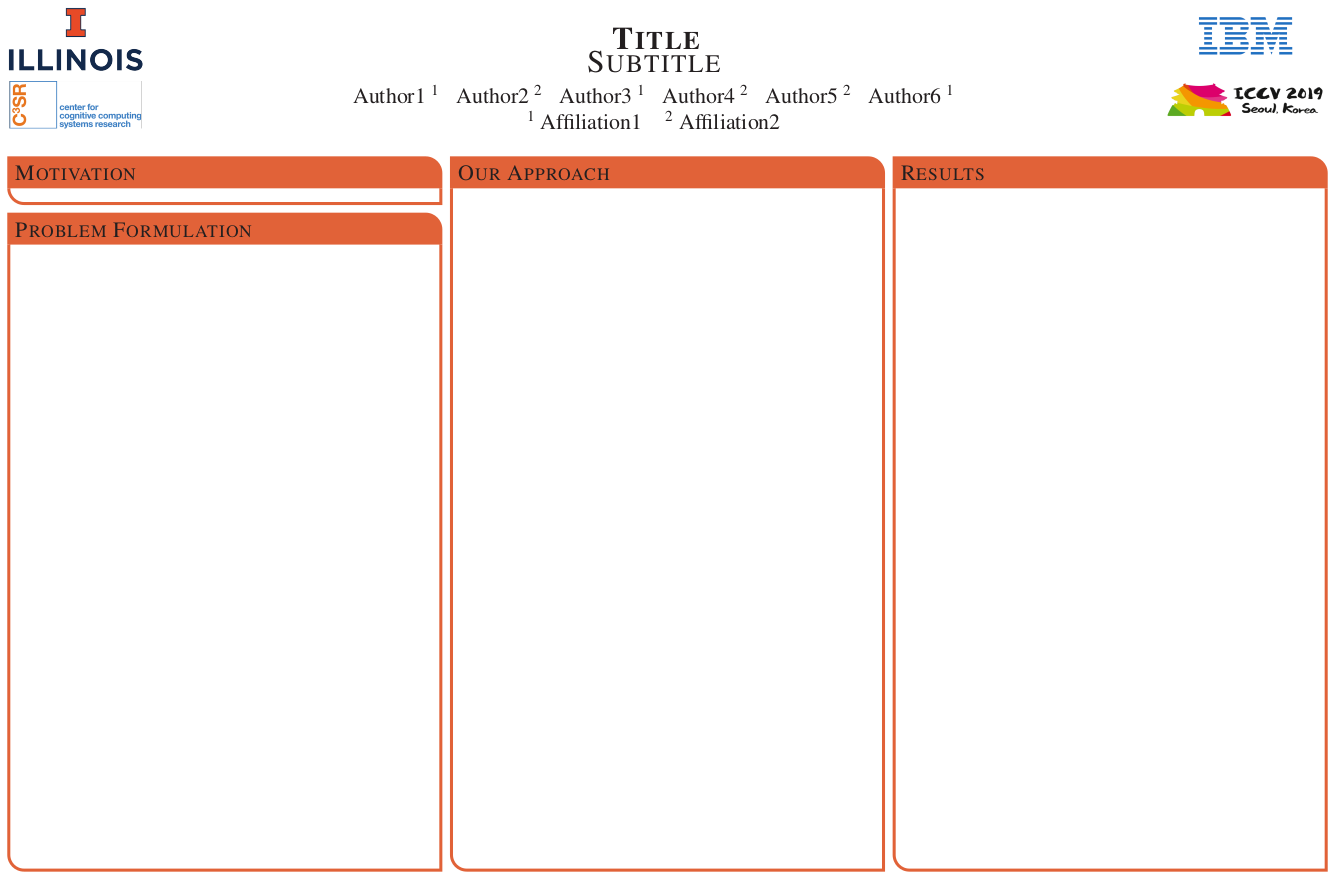 ILLINOIS
C³SR
center for
cognitive computing
systems research
TITLE
SUBTITLE
Author1 ¹ Author2 ² Author3 ¹ Author4 ² Author5 ² Author6 ¹
¹ Affiliation1 ² Affiliation2
IBM
ICCV 2019
Seoul, Korea
MOTIVATION
PROBLEM FORMULATION
OUR APPROACH
RESULTS